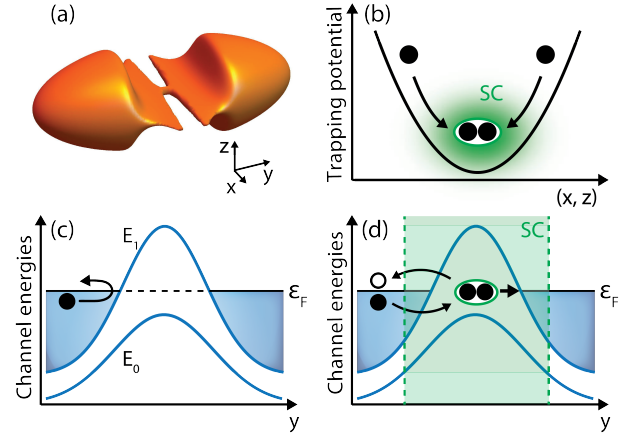 (a)
z
y
x
(b)
Trapping potential
SC
(x, z)
(c)
Channel energies
E₁
E₀
εF
y
(d)
Channel energies
SC
εF
y